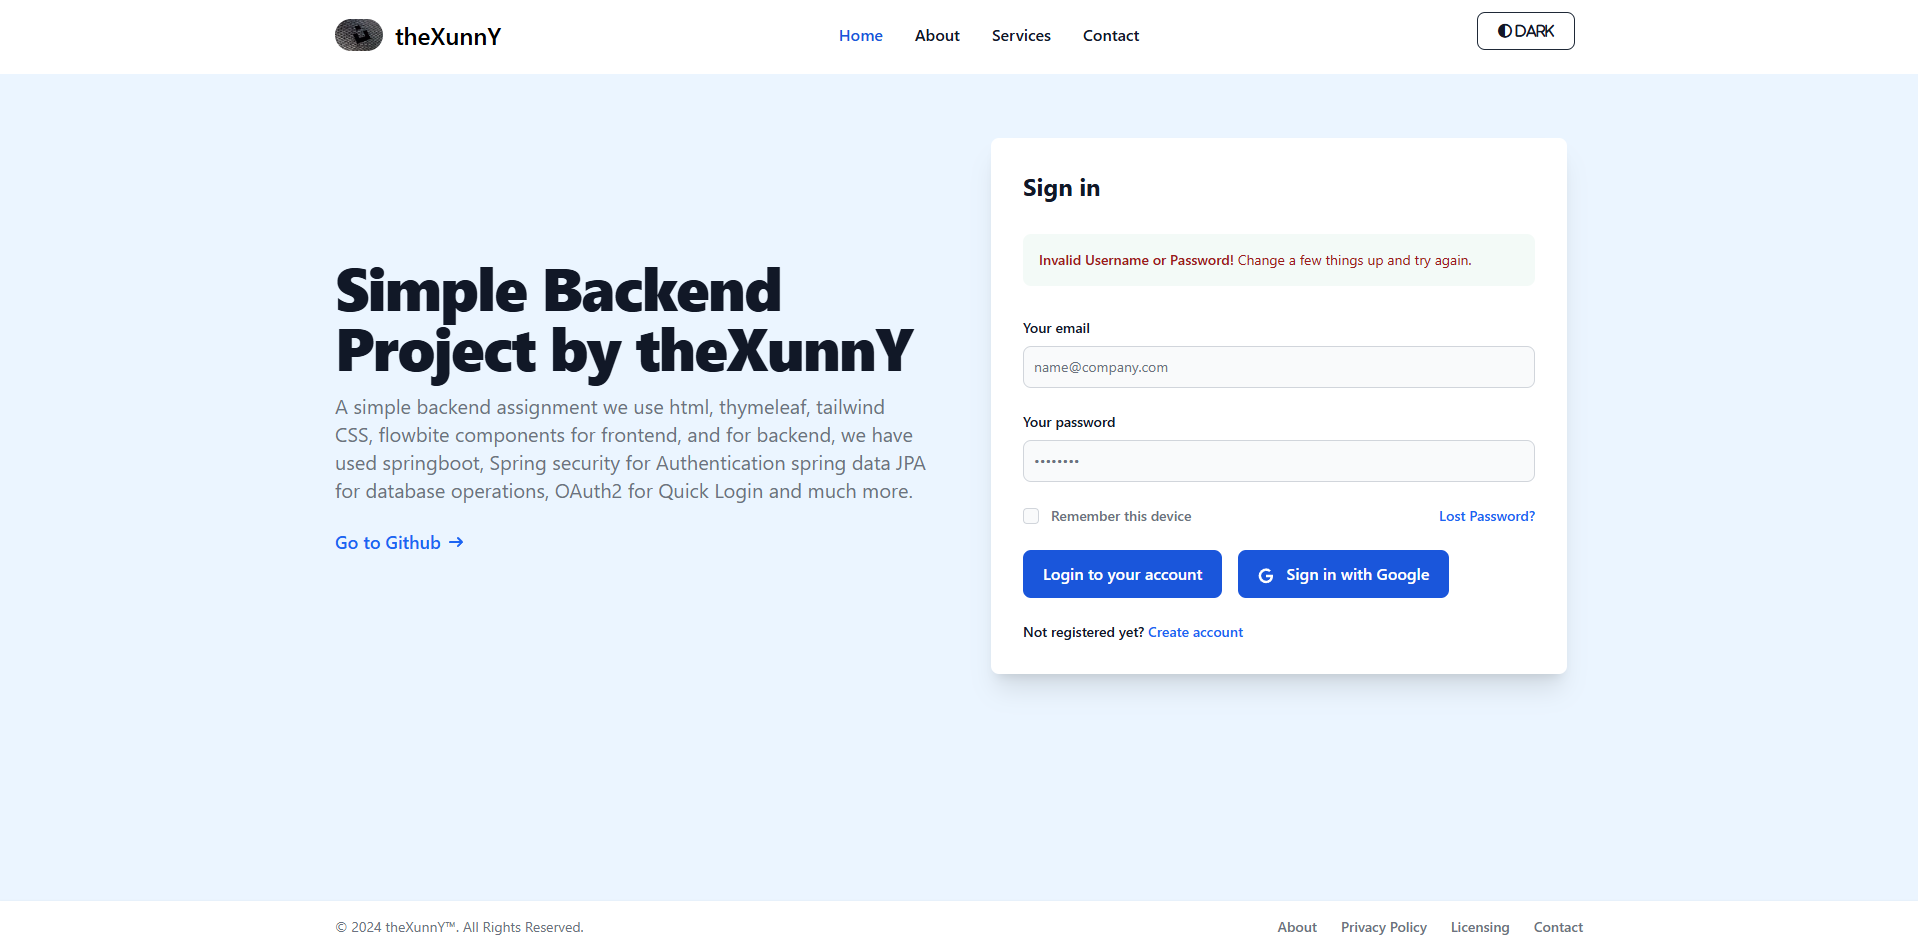 theXunnY
Home
About
Services
Contact
DARK
Simple Backend
Project by theXunnY
A simple backend assignment we use html, thymeleaf, tailwind
CSS, flowbite components for frontend, and for backend, we have
used springboot, Spring security for Authentication spring data JPA
for database operations, OAuth2 for Quick Login and much more.
Go to Github
Sign in
Invalid Username or Password! Change a few things up and try again.
Your email
name@company.com
Your password
••••••••
Remember this device
Lost Password?
Login to your account
G Sign in with Google
Not registered yet? Create account
© 2024 theXunnY™. All Rights Reserved.
About
Privacy Policy
Licensing
Contact